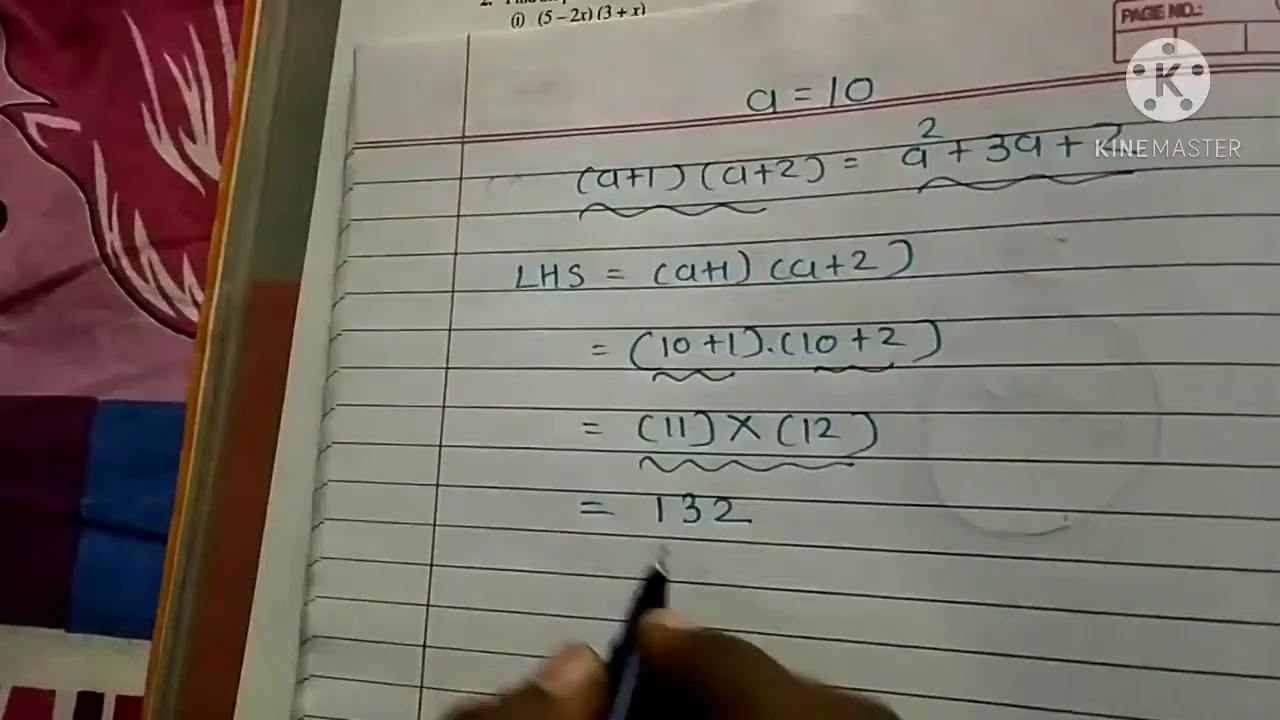 (i) (5 – 2x) (3 + x)
PAGE NO.:
K
KINEMASTER
a = 10
(a+1) (a+2) = a² + 3a + 2
LHS = (a+1) (a+2)
= (10 + 1).(10 + 2)
= (11) × (12)
= 132